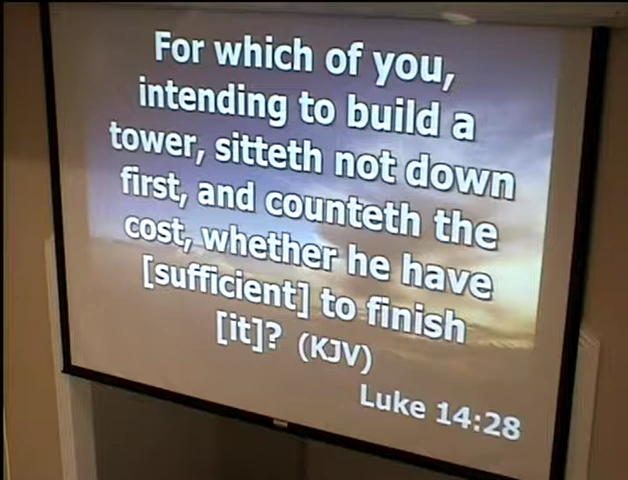 For which of you,
intending to build a
tower, sitteth not down
first, and counteth the
cost, whether he have
[sufficient] to finish
[it]? (KJV)
Luke 14:28